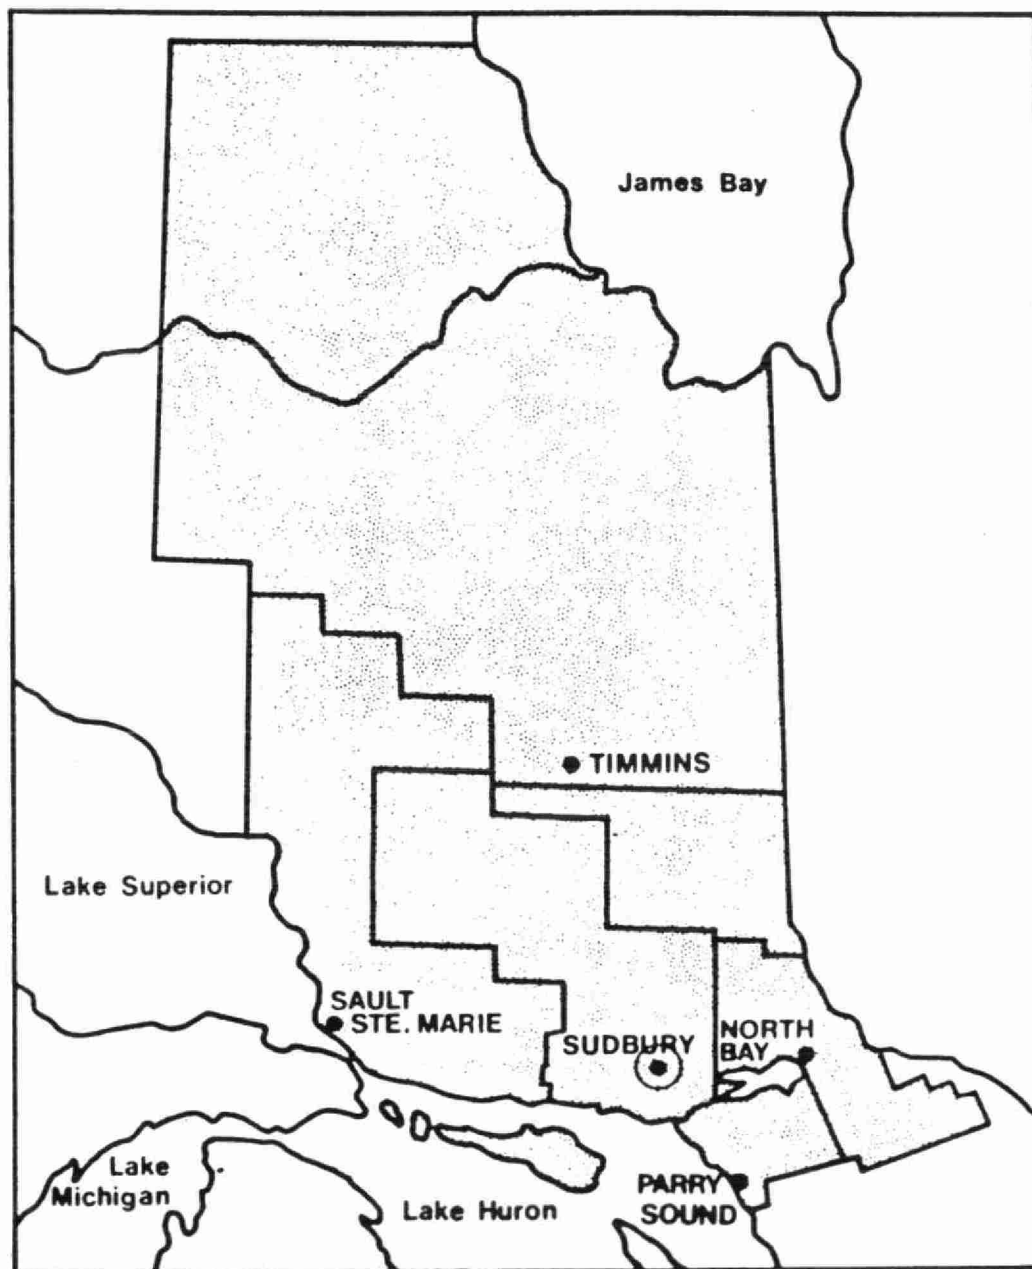 James Bay
TIMMINS
Lake Superior
SAULT
STE. MARIE
SUDBURY
NORTH
BAY
Lake
Michigan
Lake Huron
PARRY
SOUND